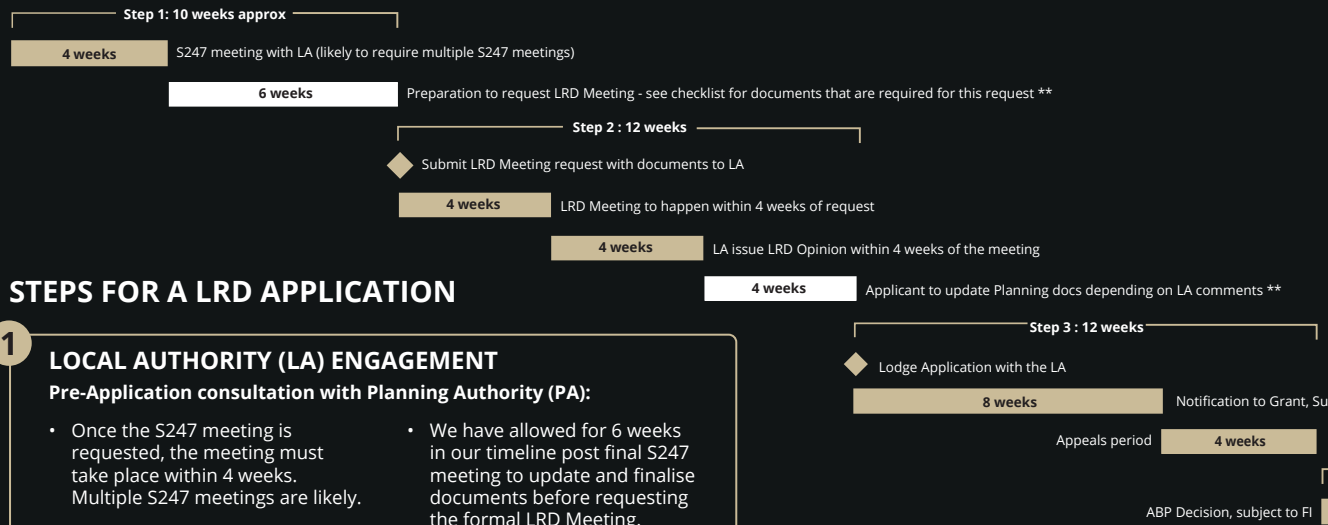 Step 1: 10 weeks approx
4 weeks
S247 meeting with LA (likely to require multiple S247 meetings)
6 weeks
Preparation to request LRD Meeting - see checklist for documents that are required for this request **
Step 2 : 12 weeks
Submit LRD Meeting request with documents to LA
4 weeks
LRD Meeting to happen within 4 weeks of request
4 weeks
LA issue LRD Opinion within 4 weeks of the meeting
4 weeks
Applicant to update Planning docs depending on LA comments **
STEPS FOR A LRD APPLICATION
1
LOCAL AUTHORITY (LA) ENGAGEMENT
Pre-Application consultation with Planning Authority (PA):
• Once the S247 meeting is
requested, the meeting must
take place within 4 weeks.
Multiple S247 meetings are likely.
• We have allowed for 6 weeks
in our timeline post final S247
meeting to update and finalise
documents before requesting
the formal LRD Meeting.
Step 3 : 12 weeks
Lodge Application with the LA
8 weeks
Notification to Grant, Su
Appeals period
4 weeks
ABP Decision, subject to FI